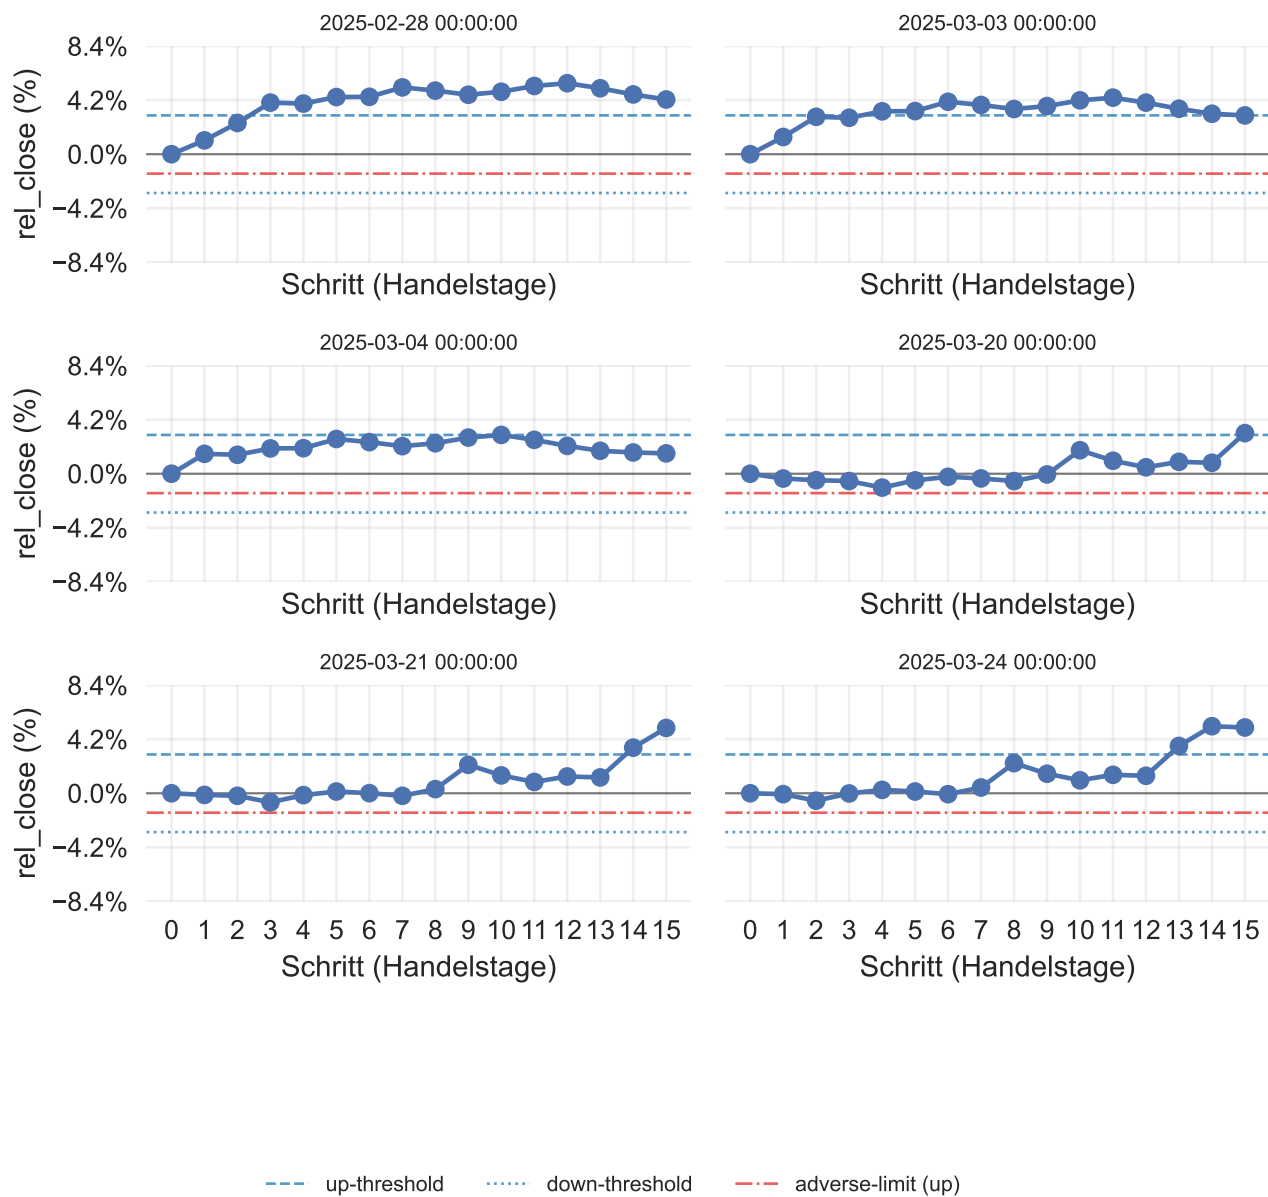 2025-02-28 00:00:00
2025-03-03 00:00:00
8.4%
4.2%
0.0%
−4.2%
−8.4%
rel_close (%)
Schritt (Handelstage)
Schritt (Handelstage)
2025-03-04 00:00:00
2025-03-20 00:00:00
8.4%
4.2%
0.0%
−4.2%
−8.4%
rel_close (%)
Schritt (Handelstage)
Schritt (Handelstage)
2025-03-21 00:00:00
2025-03-24 00:00:00
8.4%
4.2%
0.0%
−4.2%
−8.4%
rel_close (%)
0 1 2 3 4 5 6 7 8 9 10 11 12 13 14 15
0 1 2 3 4 5 6 7 8 9 10 11 12 13 14 15
Schritt (Handelstage)
Schritt (Handelstage)
up-threshold
down-threshold
adverse-limit (up)